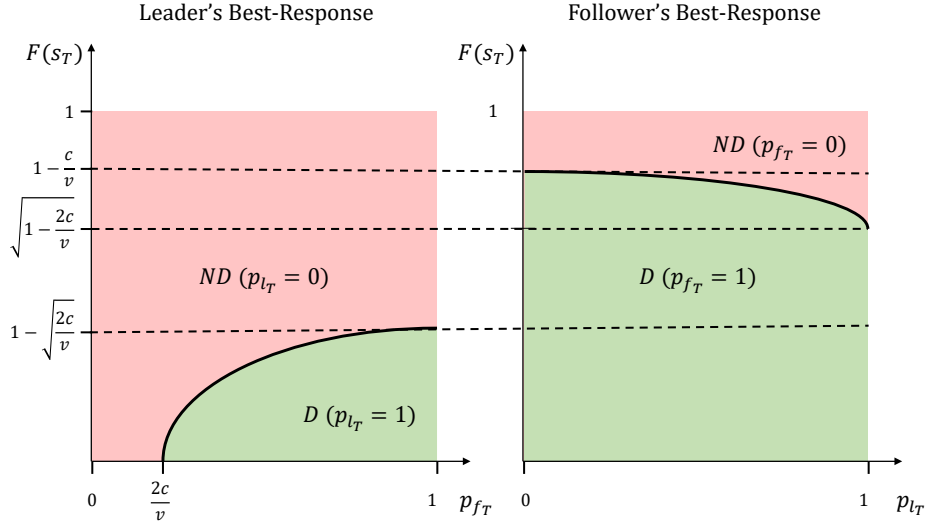 Leader's Best-Response
Follower's Best-Response
F(s_T)
F(s_T)
1
1
1 − c/v
√(1 − 2c/v)
1 − √(2c/v)
ND (p_{l_T} = 0)
D (p_{l_T} = 1)
ND (p_{f_T} = 0)
D (p_{f_T} = 1)
0
2c/v
1
p_{f_T}
0
1
p_{l_T}